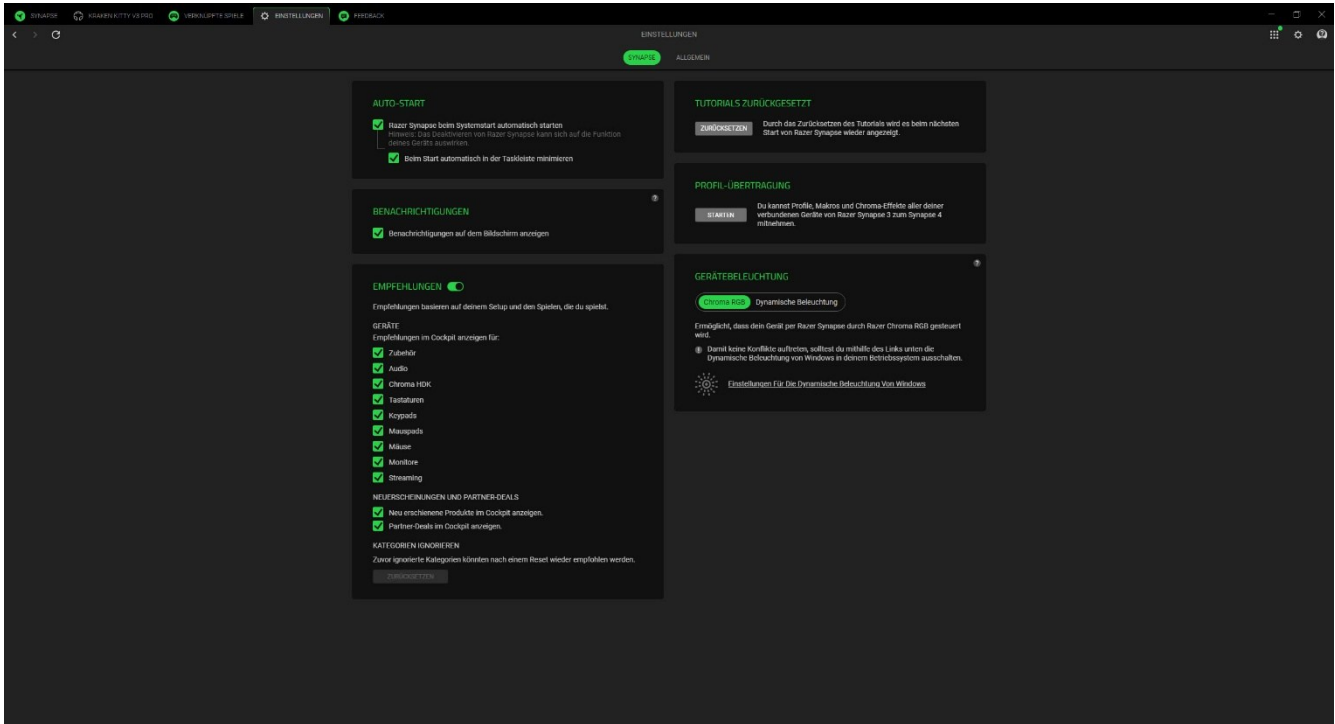 SYNAPSE
KRAKEN KITTY V3 PRO
VERKNÜPFTE SPIELE
EINSTELLUNGEN
FEEDBACK
EINSTELLUNGEN
SYNAPSE
ALLGEMEIN
AUTO-START
Razer Synapse beim Systemstart automatisch starten
Hinweis: Das Deaktivieren von Razer Synapse kann sich auf die Funktion
deines Geräts auswirken.
Beim Start automatisch in der Taskleiste minimieren
BENACHRICHTIGUNGEN
Benachrichtigungen auf dem Bildschirm anzeigen
EMPFEHLUNGEN
Empfehlungen basieren auf deinem Setup und den Spielen, die du spielst.
GERÄTE
Empfehlungen im Cockpit anzeigen für:
Zubehör
Audio
Chroma HDK
Tastaturen
Keypads
Mauspads
Mäuse
Monitore
Streaming
NEUERSCHEINUNGEN UND PARTNER-DEALS
Neu erschienene Produkte im Cockpit anzeigen.
Partner-Deals im Cockpit anzeigen.
KATEGORIEN IGNORIEREN
Zuvor ignorierte Kategorien könnten nach einem Reset wieder empfohlen werden.
ZURÜCKSETZEN
TUTORIALS ZURÜCKGESETZT
ZURÜCKSETZEN
Durch das Zurücksetzen des Tutorials wird es beim nächsten
Start von Razer Synapse wieder angezeigt.
PROFIL-ÜBERTRAGUNG
STARTEN
Du kannst Profile, Makros und Chroma-Effekte aller deiner
verbundenen Geräte von Razer Synapse 3 zum Synapse 4
mitnehmen.
GERÄTEBELEUCHTUNG
Chroma RGB
Dynamische Beleuchtung
Ermöglicht, dass dein Gerät per Razer Synapse durch Razer Chroma RGB gesteuert
wird.
Damit keine Konflikte auftreten, solltest du mithilfe des Links unten die
Dynamische Beleuchtung von Windows in deinem Betriebssystem ausschalten.
Einstellungen Für Die Dynamische Beleuchtung Von Windows